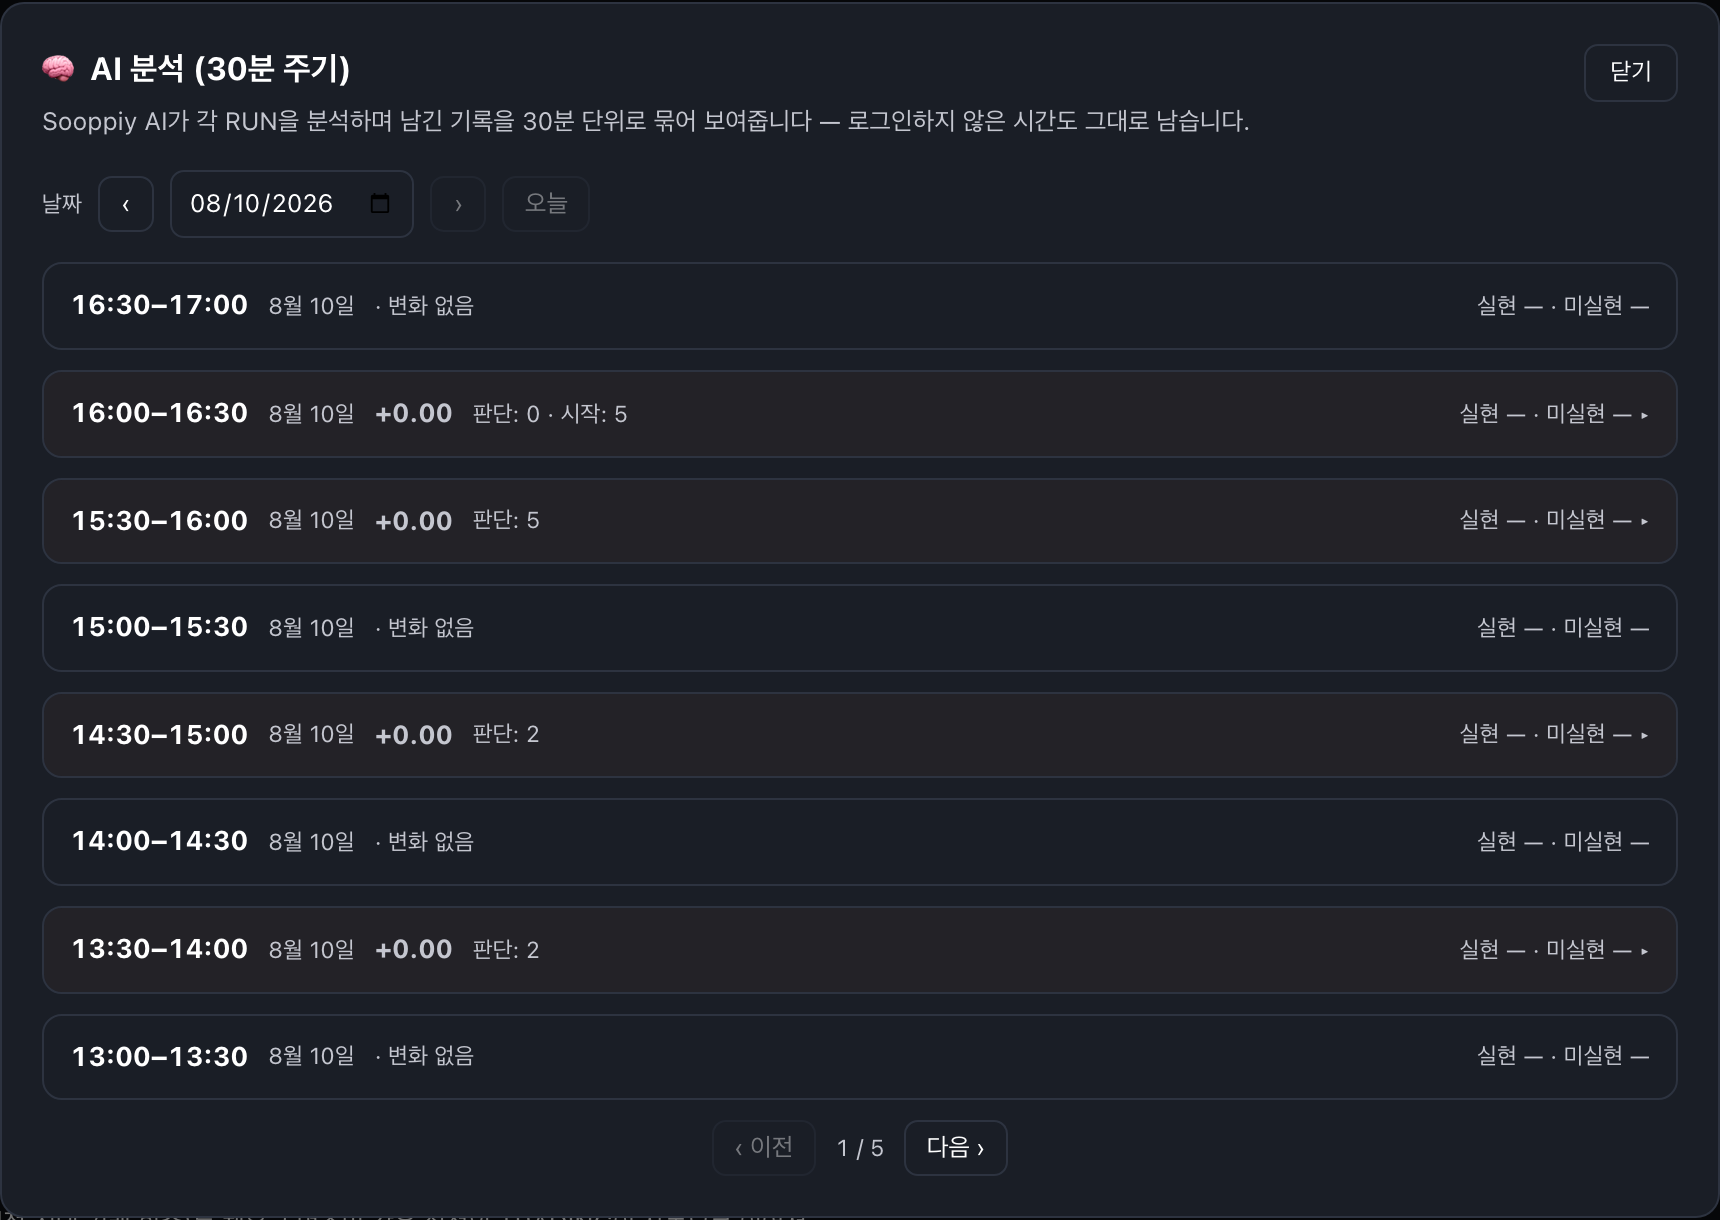 🧠 AI 분석 (30분 주기)
닫기
Sooppiy AI가 각 RUN을 분석하며 남긴 기록을 30분 단위로 묶어 보여줍니다 — 로그인하지 않은 시간도 그대로 남습니다.
날짜 ‹ 08/10/2026 › 오늘
16:30–17:00 8월 10일 · 변화 없음 실현 — · 미실현 —
16:00–16:30 8월 10일 +0.00 판단: 0 · 시작: 5 실현 — · 미실현 — ▸
15:30–16:00 8월 10일 +0.00 판단: 5 실현 — · 미실현 — ▸
15:00–15:30 8월 10일 · 변화 없음 실현 — · 미실현 —
14:30–15:00 8월 10일 +0.00 판단: 2 실현 — · 미실현 — ▸
14:00–14:30 8월 10일 · 변화 없음 실현 — · 미실현 —
13:30–14:00 8월 10일 +0.00 판단: 2 실현 — · 미실현 — ▸
13:00–13:30 8월 10일 · 변화 없음 실현 — · 미실현 —
‹ 이전 1 / 5 다음 ›